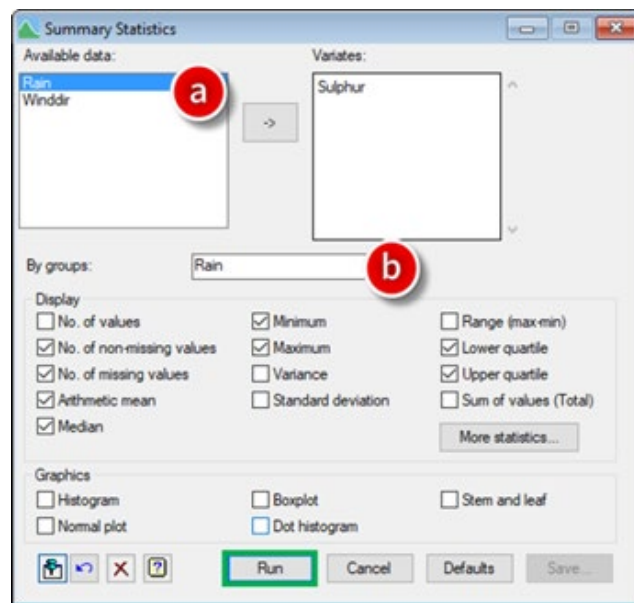 Summary Statistics
Available data:
Variates:
Rain
Winddir
a
->
Sulphur
By groups:
Rain
b
Display
No. of values
Minimum
Range (max-min)
No. of non-missing values
Maximum
Lower quartile
No. of missing values
Variance
Upper quartile
Arithmetic mean
Standard deviation
Sum of values (Total)
Median
More statistics...
Graphics
Histogram
Boxplot
Stem and leaf
Normal plot
Dot histogram
?
Run
Cancel
Defaults
Save...